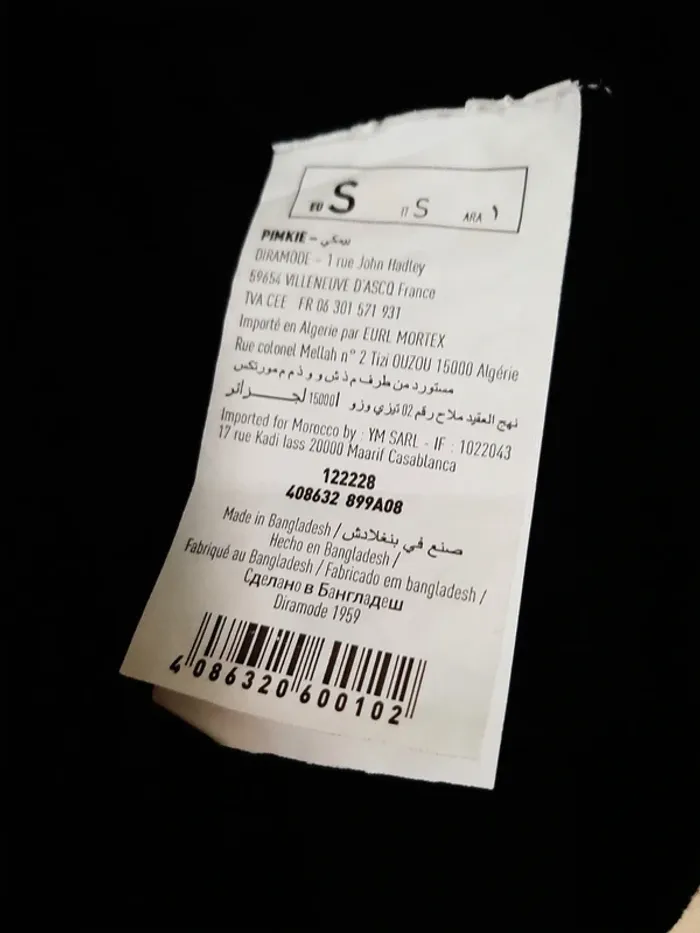 EU S IT S ARA ١
PIMKIE – بيمكي
DIRAMODE - 1 rue John Hadley
59654 VILLENEUVE D'ASCQ France
TVA CEE FR 06 301 571 931
Importé en Algerie par EURL MORTEX
Rue colonel Mellah n° 2 Tizi OUZOU 15000 Algérie
مستورد من طرف م ذ ش و و ذ م م مورتكس
نهج العقيد ملاح رقم 02 تيزي وزو 15000 الجـــزائر
Imported for Morocco by : YM SARL - IF : 1022043
17 rue Kadi Iass 20000 Maarif Casablanca
122228
408632 899A08
Made in Bangladesh / صنع في بنغلادش
Hecho en Bangladesh /
Fabriqué au Bangladesh / Fabricado em bangladesh /
Сделано в Бангладеш
Diramode 1959
4 086320 600102